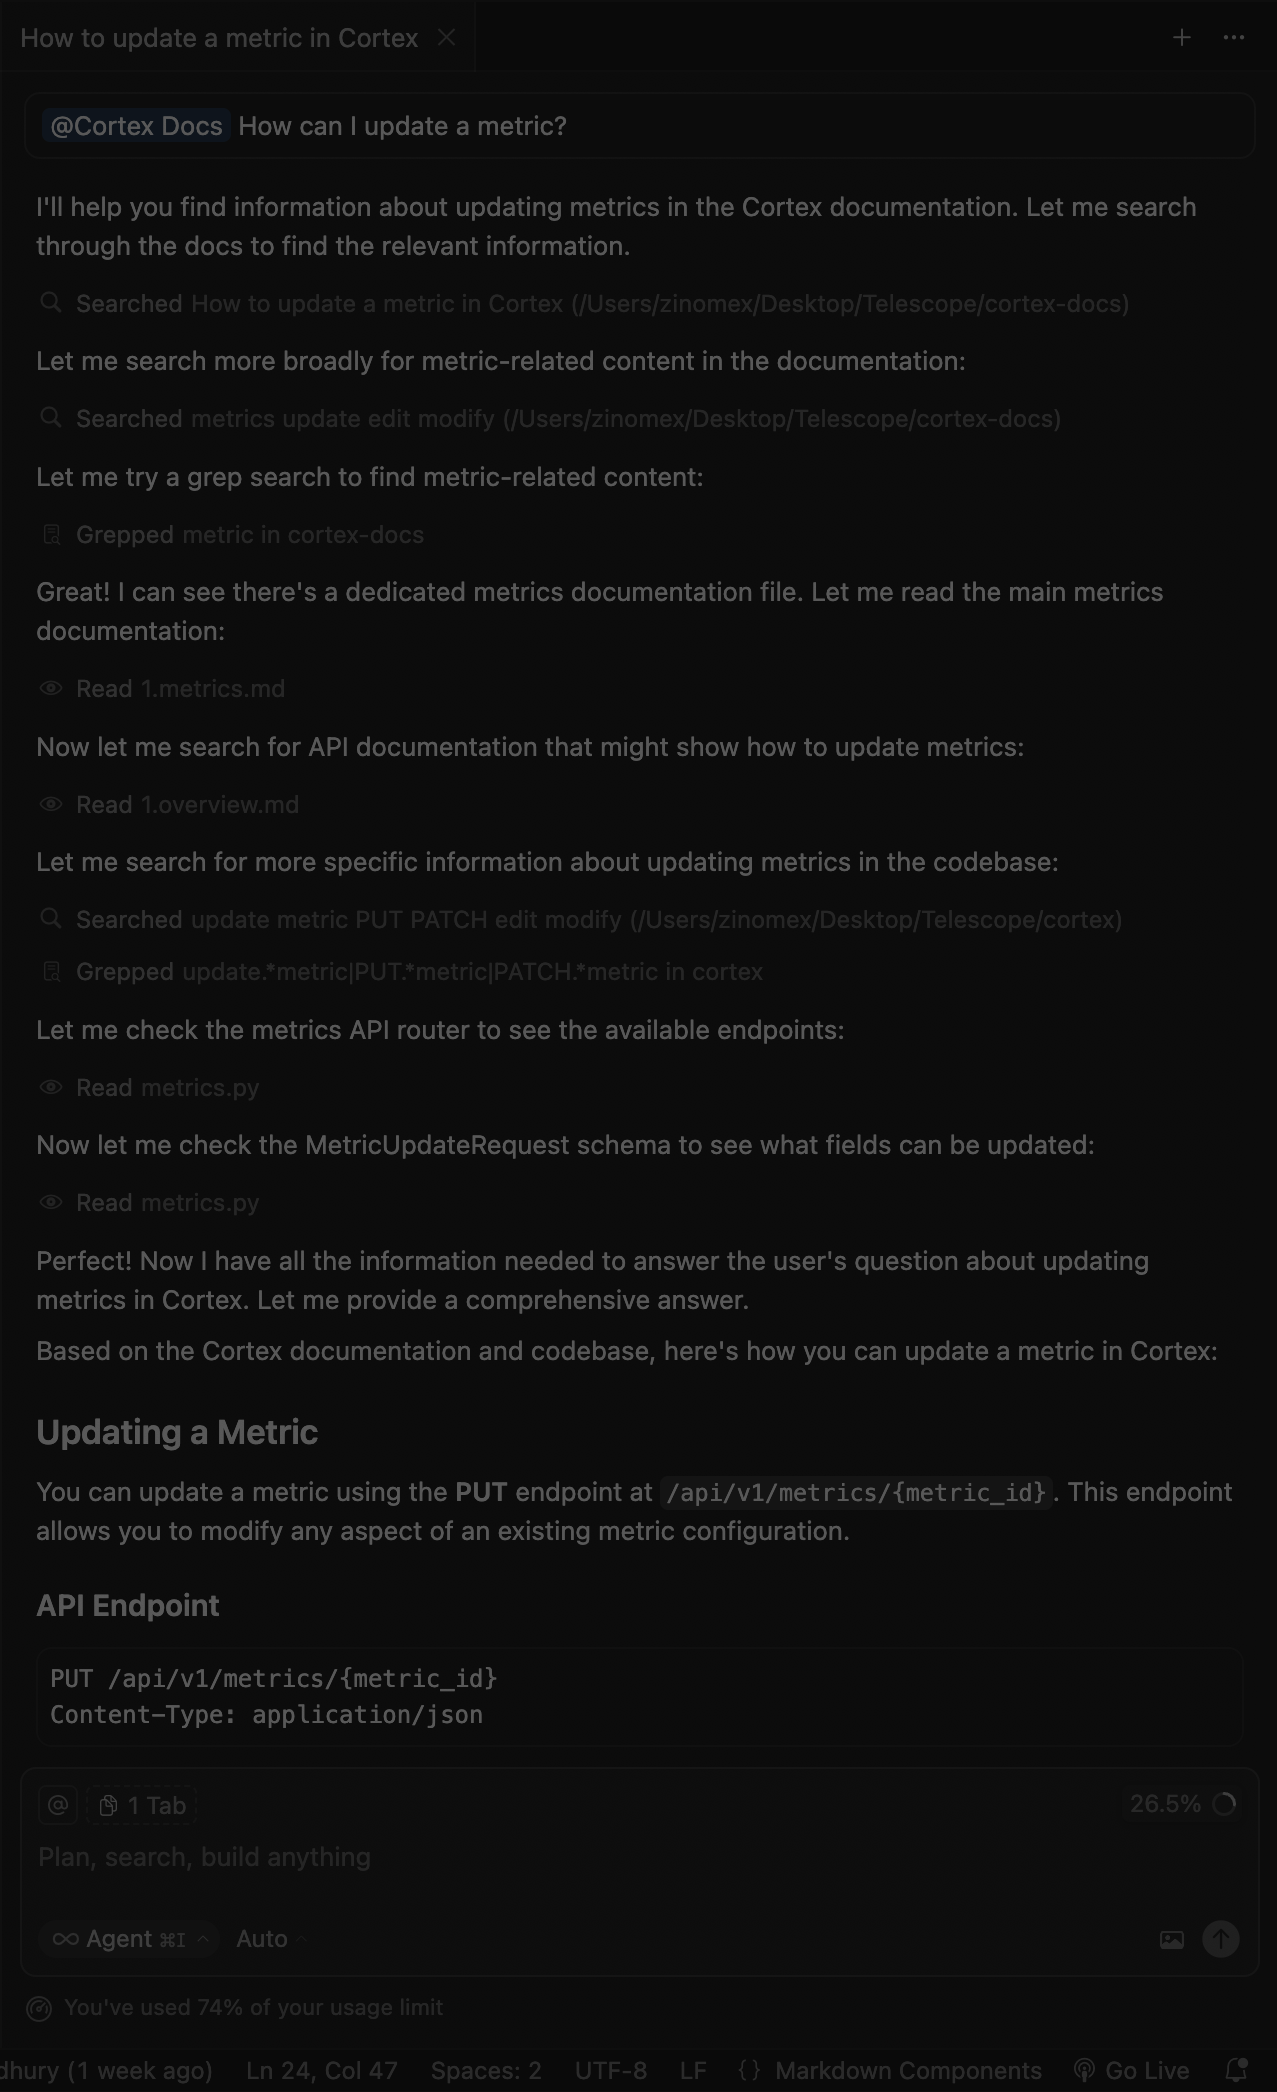 How to update a metric in Cortex
@Cortex Docs How can I update a metric?
I'll help you find information about updating metrics in the Cortex documentation. Let me search
through the docs to find the relevant information.
Searched How to update a metric in Cortex (/Users/zinomex/Desktop/Telescope/cortex-docs)
Let me search more broadly for metric-related content in the documentation:
Searched metrics update edit modify (/Users/zinomex/Desktop/Telescope/cortex-docs)
Let me try a grep search to find metric-related content:
Grepped metric in cortex-docs
Great! I can see there's a dedicated metrics documentation file. Let me read the main metrics
documentation:
Read 1.metrics.md
Now let me search for API documentation that might show how to update metrics:
Read 1.overview.md
Let me search for more specific information about updating metrics in the codebase:
Searched update metric PUT PATCH edit modify (/Users/zinomex/Desktop/Telescope/cortex)
Grepped update.*metric|PUT.*metric|PATCH.*metric in cortex
Let me check the metrics API router to see the available endpoints:
Read metrics.py
Now let me check the MetricUpdateRequest schema to see what fields can be updated:
Read metrics.py
Perfect! Now I have all the information needed to answer the user's question about updating
metrics in Cortex. Let me provide a comprehensive answer.
Based on the Cortex documentation and codebase, here's how you can update a metric in Cortex:
Updating a Metric
You can update a metric using the PUT endpoint at /api/v1/metrics/{metric_id}. This endpoint
allows you to modify any aspect of an existing metric configuration.
API Endpoint
PUT /api/v1/metrics/{metric_id}
Content-Type: application/json
@ 1 Tab 26.5%
Plan, search, build anything
Agent ⌘I Auto
You've used 74% of your usage limit
dhury (1 week ago) Ln 24, Col 47 Spaces: 2 UTF-8 LF {} Markdown Components Go Live